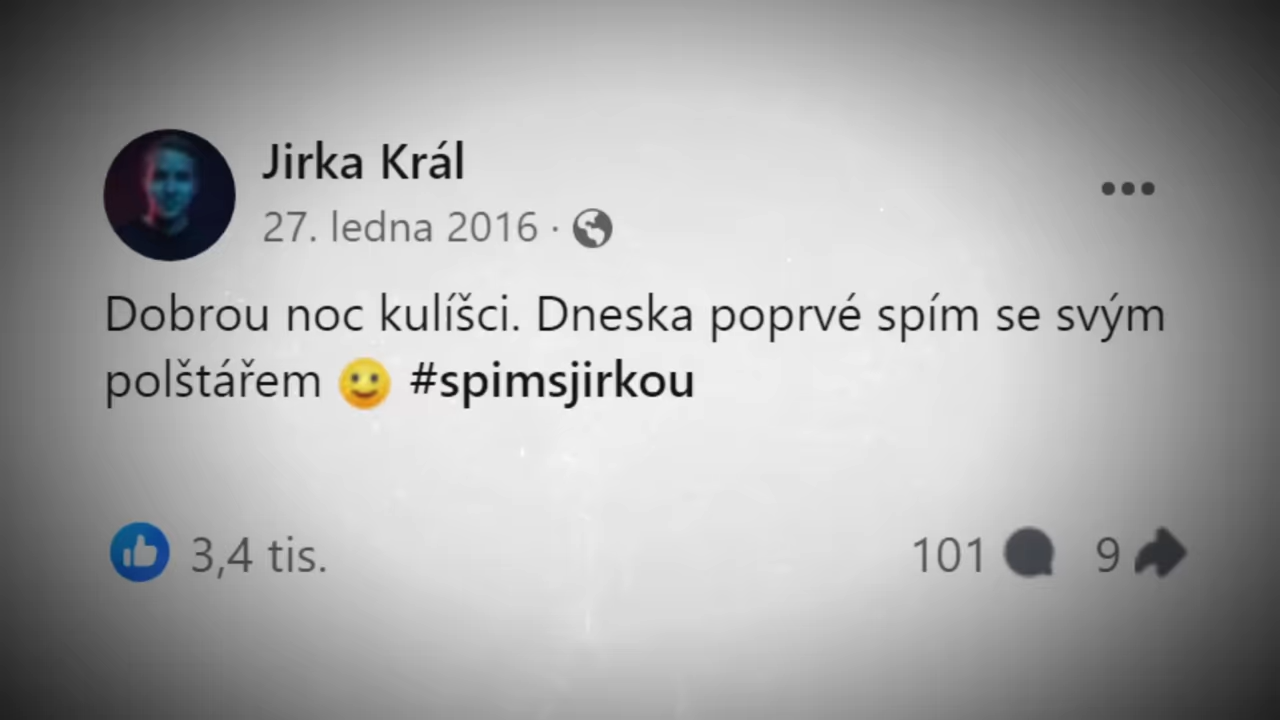 Jirka Král
27. ledna 2016 ·
Dobrou noc kulíšci. Dneska poprvé spím se svým
polštářem 🙂 #spimsjirkou
3,4 tis.
101 9